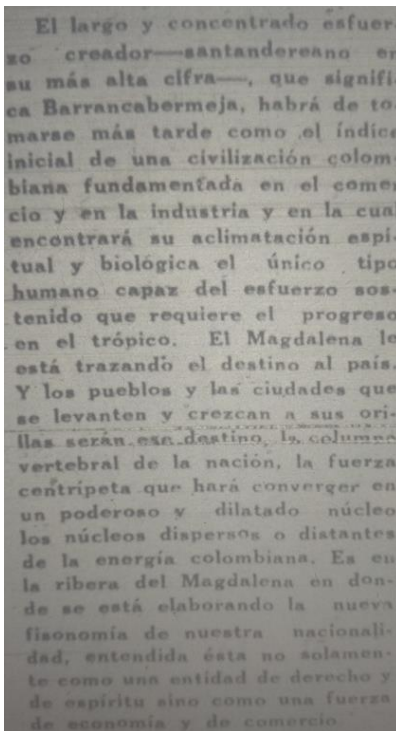 El largo y concentrado esfuer-
zo creador—santandereano en
su más alta cifra—, que signifi-
ca Barrancabermeja, habrá de to-
marse más tarde como el índice
inicial de una civilización colom-
biana fundamentada en el comer-
cio y en la industria y en la cual
encontrará su aclimatación espi-
tual y biológica el único tipo
humano capaz del esfuerzo sos-
tenido que requiere el progreso
en el trópico. El Magdalena le
está trazando el destino al país.
Y los pueblos y las ciudades que
se levanten y crezcan a sus ori-
llas serán ese destino, la columna
vertebral de la nación, la fuerza
centrípeta que hará converger en
un poderoso y dilatado núcleo
los núcleos dispersos o distantes
de la energía colombiana. Es en
la ribera del Magdalena en don-
de se está elaborando la nueva
fisonomía de nuestra nacionali-
dad, entendida ésta no solamen-
te como una entidad de derecho y
de espíritu sino como una fuerza
de economía y de comercio